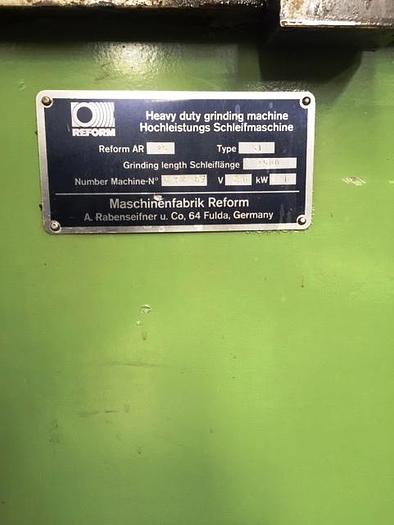 REFORM
Heavy duty grinding machine
Hochleistungs Schleifmaschine
Reform AR Type
Grinding length Schleiflänge
Number Machine-Nº V kW
Maschinenfabrik Reform
A. Rabenseifner u. Co, 64 Fulda, Germany